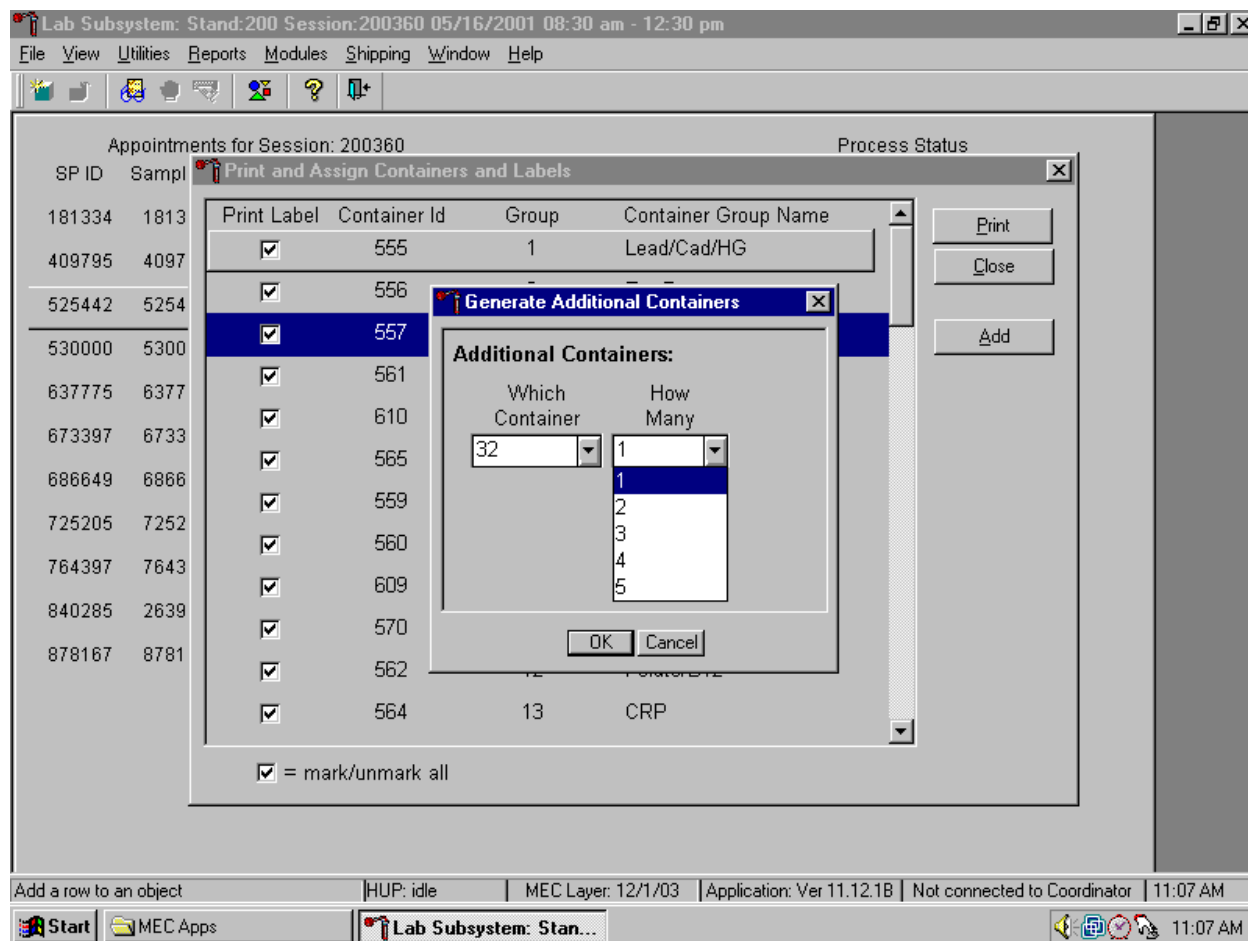 Lab Subsystem: Stand:200 Session:200360 05/16/2001 08:30 am - 12:30 pm
File View Utilities Reports Modules Shipping Window Help
Appointments for Session: 200360 Process Status
SP ID Sampl
181334 1813
409795 4097
525442 5254
530000 5300
637775 6377
673397 6733
686649 6866
725205 7252
764397 7643
840285 2639
878167 8781
Print and Assign Containers and Labels
Print Label Container Id Group Container Group Name
555 1 Lead/Cad/HG
556
557
561
610
565
559
560
609
570
562 12
564 13 CRP
= mark/unmark all
Print
Close
Add
Generate Additional Containers
Additional Containers:
Which Container
How Many
32 1
1
2
3
4
5
OK Cancel
Add a row to an object HUP: idle MEC Layer: 12/1/03 Application: Ver 11.12.1B Not connected to Coordinator 11:07 AM
Start MEC Apps Lab Subsystem: Stan... 11:07 AM